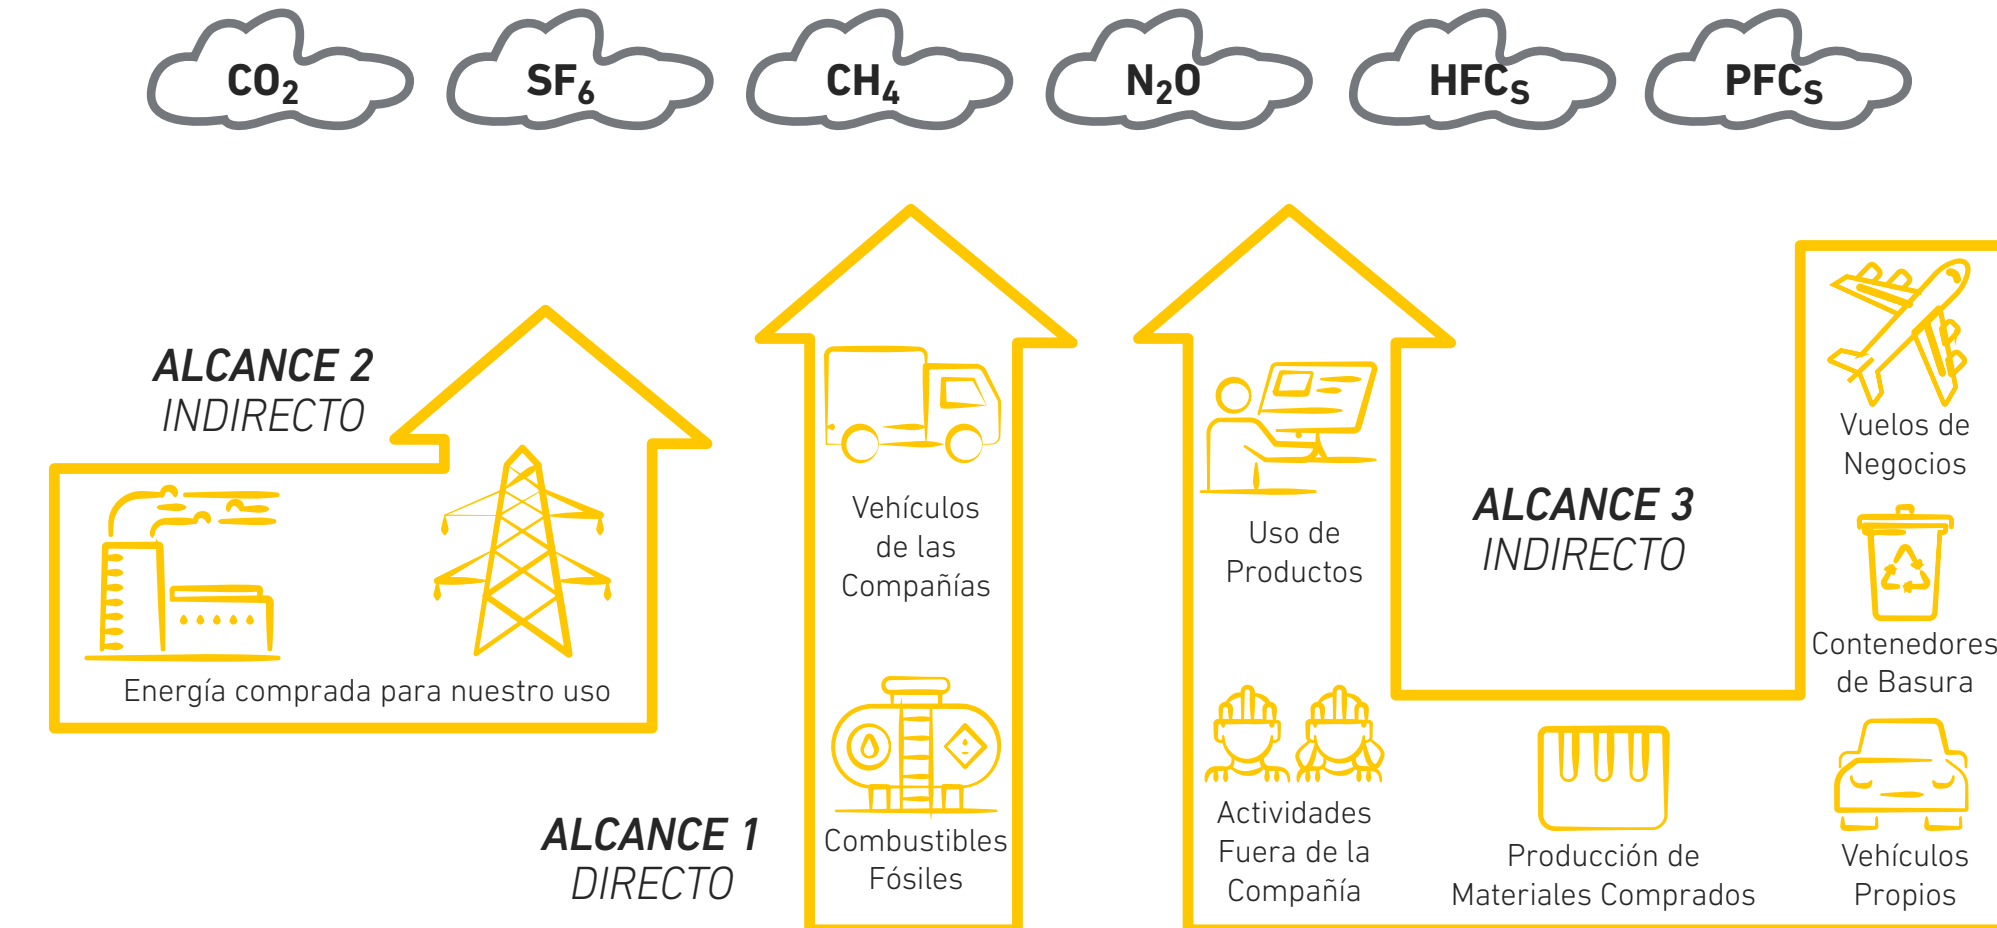 CO₂
SF₆
CH₄
N₂O
HFCS
PFCS
ALCANCE 2
INDIRECTO
Energía comprada para nuestro uso
ALCANCE 1
DIRECTO
Vehículos
de las
Compañías
Combustibles
Fósiles
Uso de
Productos
Actividades
Fuera de la
Compañía
ALCANCE 3
INDIRECTO
Producción de
Materiales Comprados
Vuelos de
Negocios
Contenedores
de Basura
Vehículos
Propios